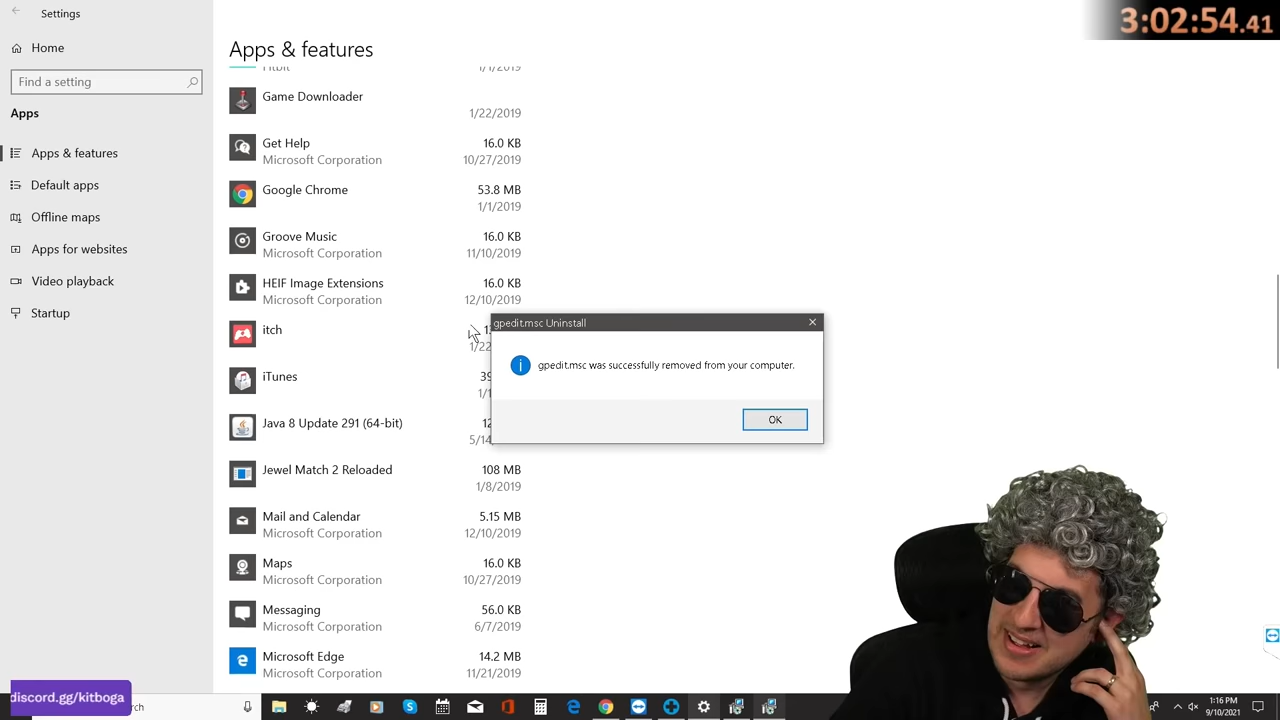 Settings
3:02:54.41
Home
Find a setting
Apps
Apps & features
Default apps
Offline maps
Apps for websites
Video playback
Startup
Apps & features
1/1/2019
Game Downloader
1/22/2019
Get Help 16.0 KB
Microsoft Corporation 10/27/2019
Google Chrome 53.8 MB
1/1/2019
Groove Music 16.0 KB
Microsoft Corporation 11/10/2019
HEIF Image Extensions 16.0 KB
Microsoft Corporation 12/10/2019
itch
iTunes
Java 8 Update 291 (64-bit)
Jewel Match 2 Reloaded 108 MB
1/8/2019
Mail and Calendar 5.15 MB
Microsoft Corporation 12/10/2019
Maps 16.0 KB
Microsoft Corporation 10/27/2019
Messaging 56.0 KB
Microsoft Corporation 6/7/2019
Microsoft Edge 14.2 MB
Microsoft Corporation 11/21/2019
gpedit.msc Uninstall
gpedit.msc was successfully removed from your computer.
OK
discord.gg/kitboga
1:16 PM
9/10/2021